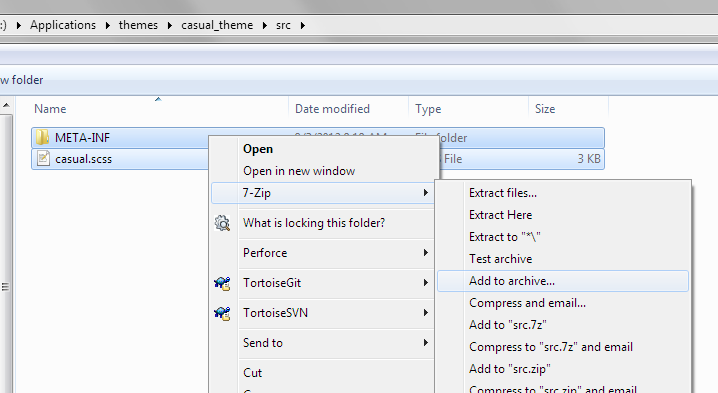 :) Applications themes casual_theme src
w folder
Name Date modified Type Size
META-INF folder
casual.scss File 3 KB
Open
Open in new window
7-Zip
What is locking this folder?
Perforce
TortoiseGit
TortoiseSVN
Send to
Cut
Extract files...
Extract Here
Extract to "*\"
Test archive
Add to archive...
Compress and email...
Add to "src.7z"
Compress to "src.7z" and email
Add to "src.zip"
Compress to "src.zip" and email